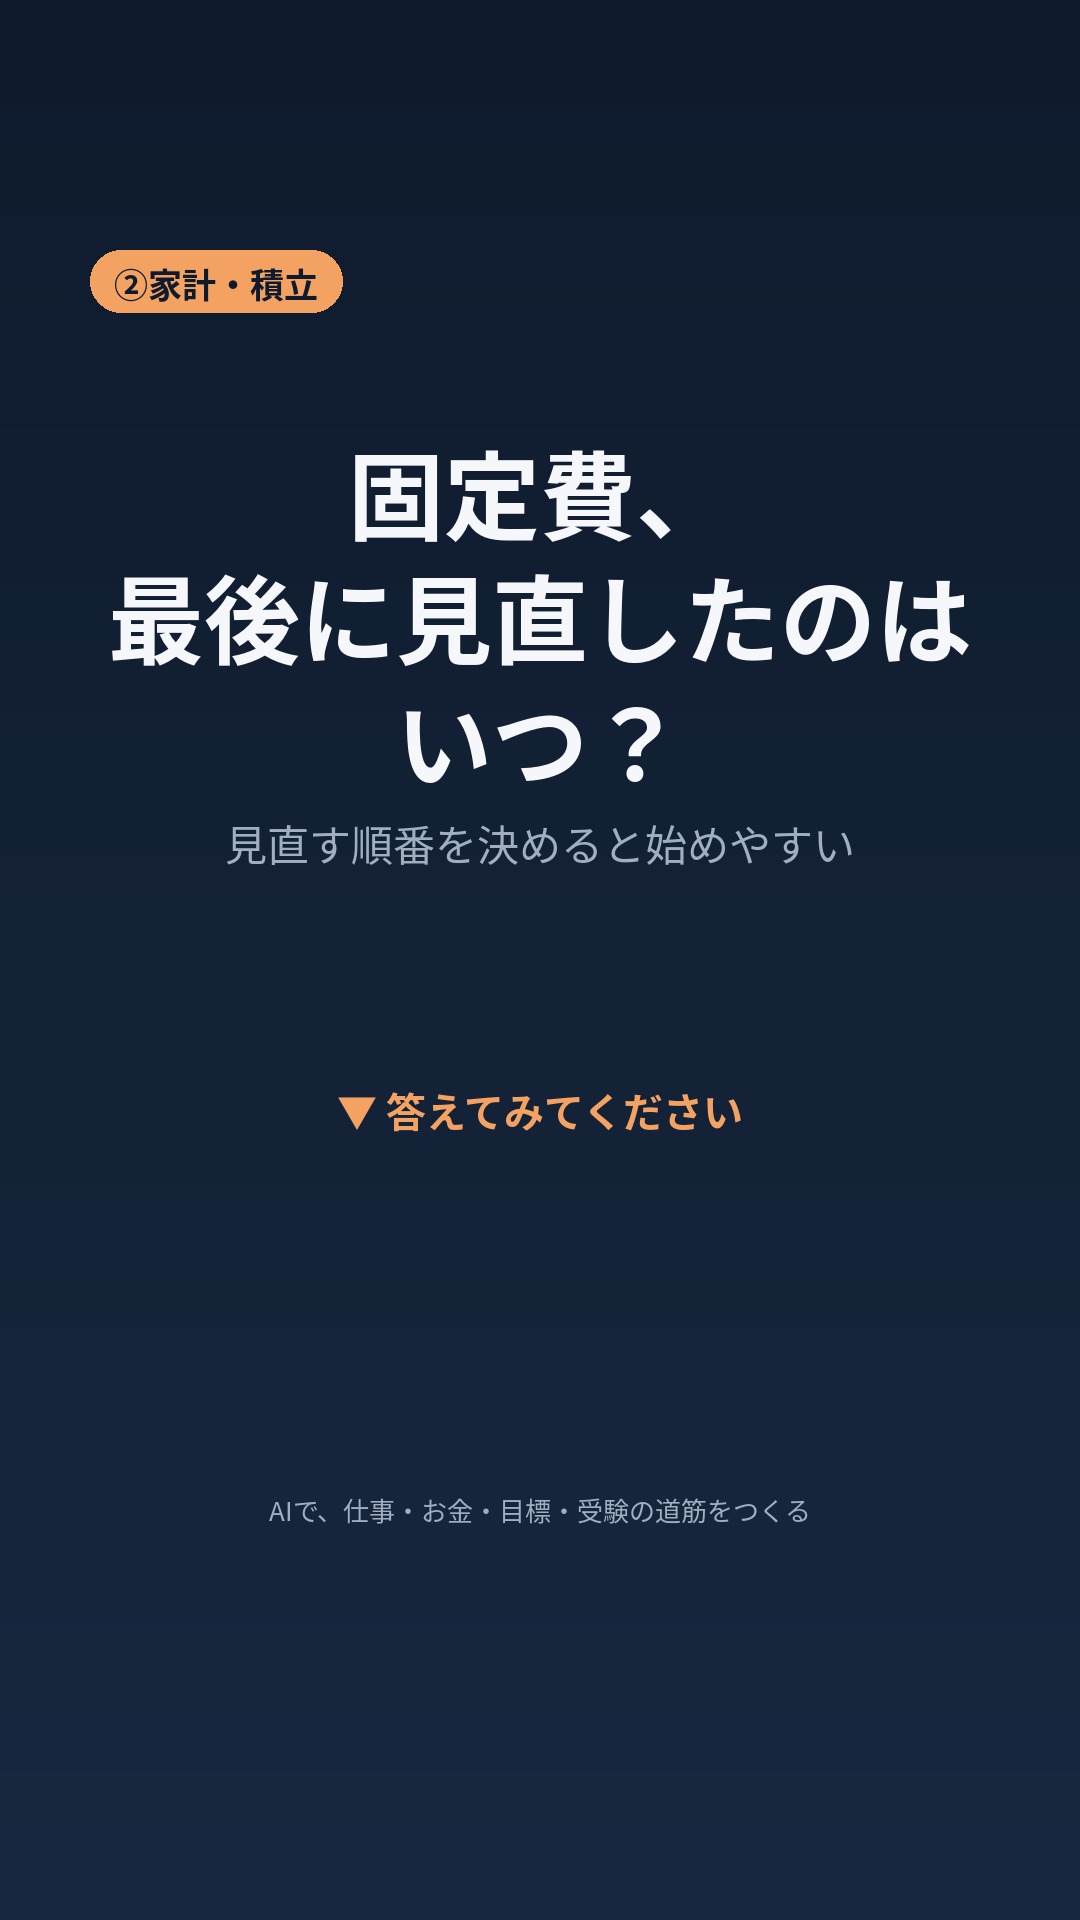 ②家計・積立
固定費、
最後に見直したのは
いつ？
見直す順番を決めると始めやすい
▼ 答えてみてください
AIで、仕事・お金・目標・受験の道筋をつくる